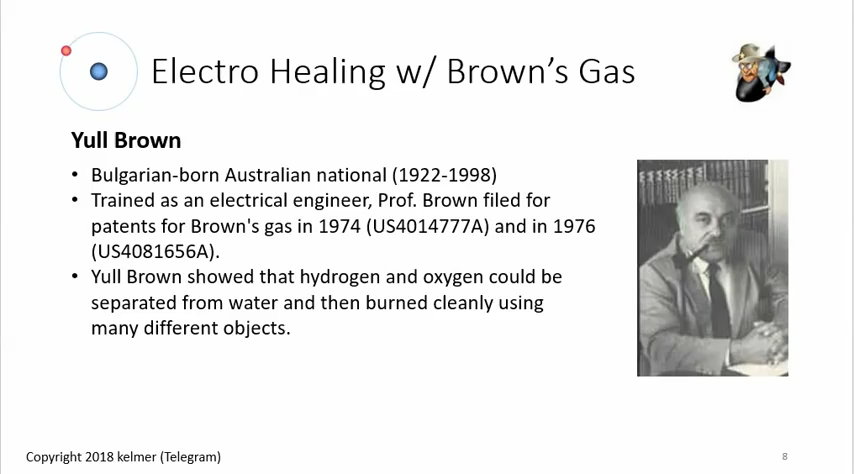 Electro Healing w/ Brown’s Gas
Yull Brown
• Bulgarian-born Australian national (1922-1998)
• Trained as an electrical engineer, Prof. Brown filed for
patents for Brown's gas in 1974 (US4014777A) and in 1976
(US4081656A).
• Yull Brown showed that hydrogen and oxygen could be
separated from water and then burned cleanly using
many different objects.
Copyright 2018 kelmer (Telegram)
8